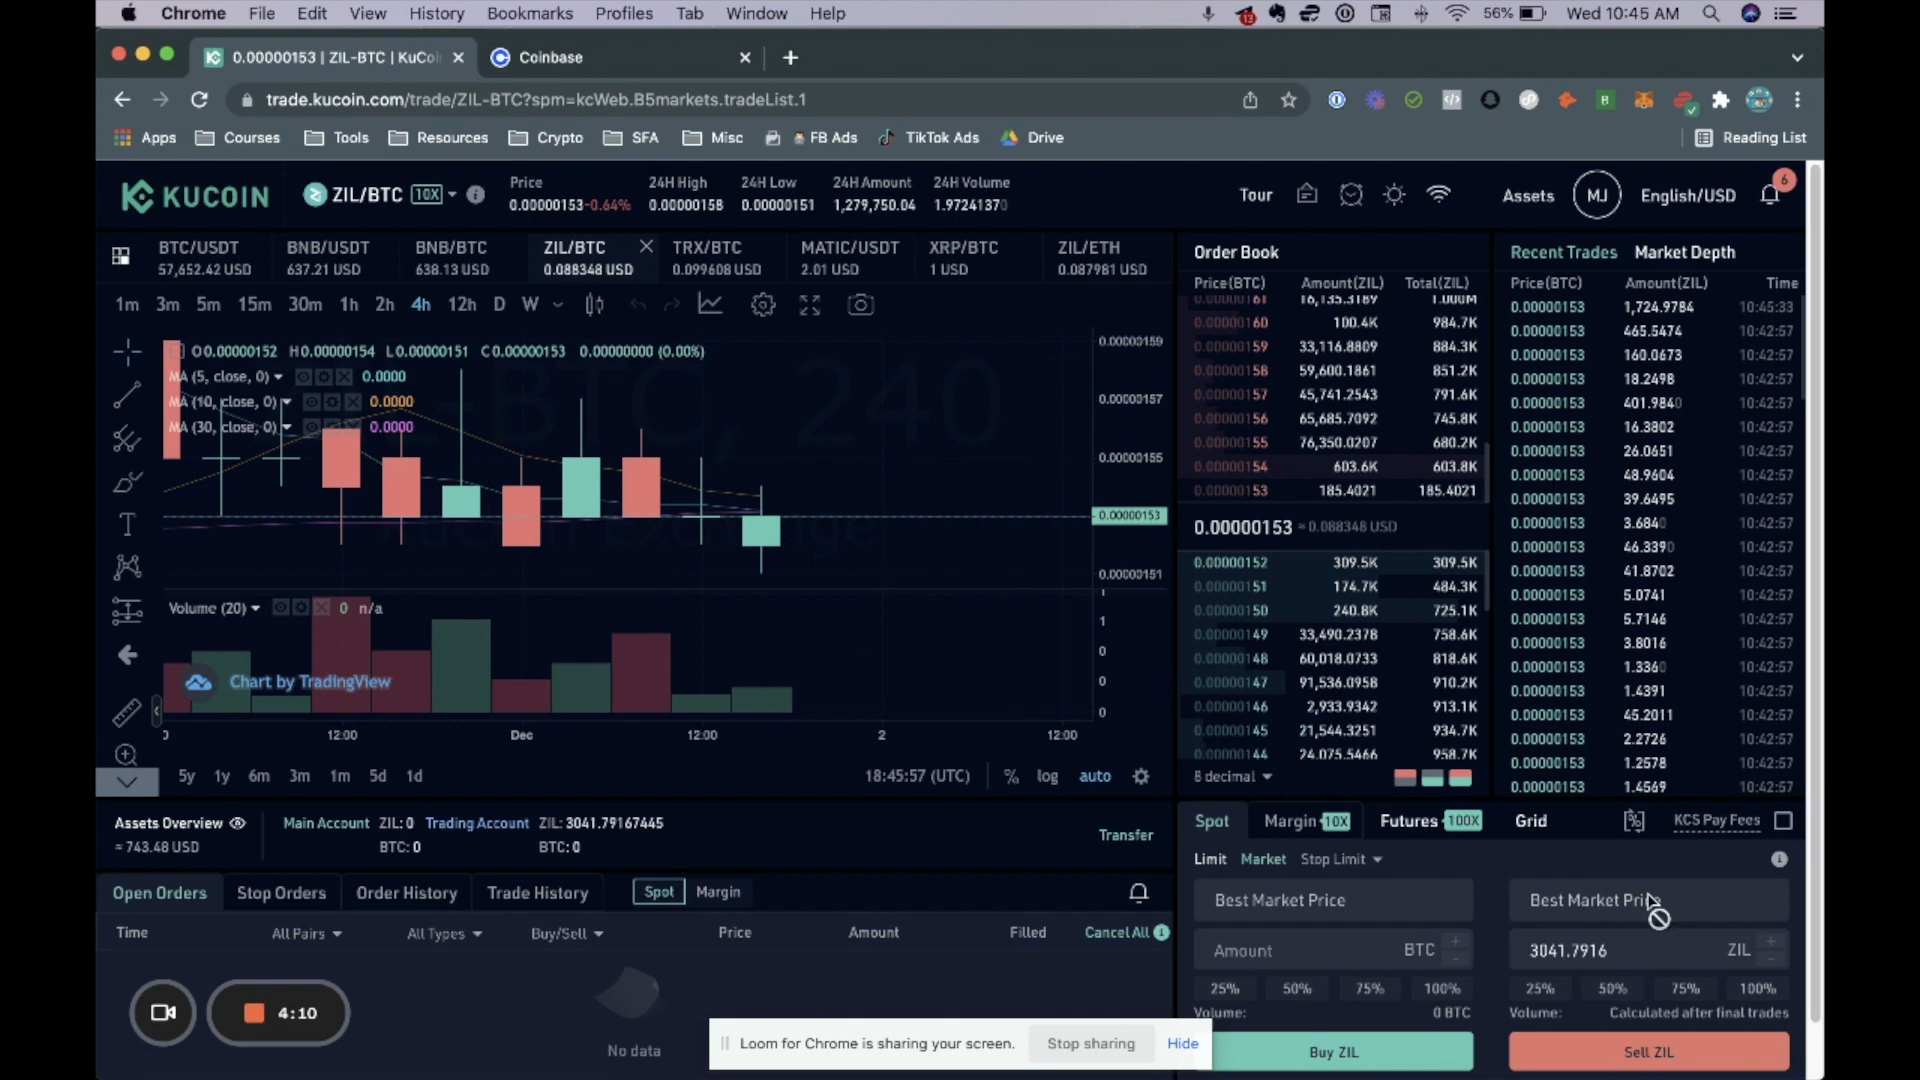 Chrome File Edit View History Bookmarks Profiles Tab Window Help 56% Wed 10:45 AM
0.00000153 | ZIL-BTC | KuCoi Coinbase
trade.kucoin.com/trade/ZIL-BTC?spm=kcWeb.B5markets.tradeList.1
Apps Courses Tools Resources Crypto SFA Misc FB Ads TikTok Ads Drive Reading List
KUCOIN ZIL/BTC 10X
Price 24H High 24H Low 24H Amount 24H Volume
0.00000153 -0.64% 0.00000158 0.00000151 1,279,750.04 1.97241370
Tour Assets MJ English/USD 6
BTC/USDT BNB/USDT BNB/BTC ZIL/BTC TRX/BTC MATIC/USDT XRP/BTC ZIL/ETH
57,652.42 USD 637.21 USD 638.13 USD 0.088348 USD 0.099608 USD 2.01 USD 1 USD 0.087981 USD
1m 3m 5m 15m 30m 1h 2h 4h 12h D W
O0.00000152 H0.00000154 L0.00000151 C0.00000153 0.00000000 (0.00%)
MA (5, close, 0) 0.0000
MA (10, close, 0) 0.0000
MA (30, close, 0) 0.0000
-BTC, 240
0.00000159
0.00000157
0.00000155
0.00000153
0.00000151
Volume (20) 0 n/a
1
0
0
0
Chart by TradingView
0 12:00 Dec 12:00 2 12:00
5y 1y 6m 3m 1m 5d 1d 18:45:57 (UTC) % log auto
Order Book
Price(BTC) Amount(ZIL) Total(ZIL)
0.00000161 16,135.3189 1.000M
0.00000160 100.4K 984.7K
0.00000159 33,116.8809 884.3K
0.00000158 59,600.1861 851.2K
0.00000157 45,741.2543 791.6K
0.00000156 65,685.7092 745.8K
0.00000155 76,350.0207 680.2K
0.00000154 603.6K 603.8K
0.00000153 185.4021 185.4021
0.00000153 ≈ 0.088348 USD
0.00000152 309.5K 309.5K
0.00000151 174.7K 484.3K
0.00000150 240.8K 725.1K
0.00000149 33,490.2378 758.6K
0.00000148 60,018.0733 818.6K
0.00000147 91,536.0958 910.2K
0.00000146 2,933.9342 913.1K
0.00000145 21,544.3251 934.7K
0.00000144 24,075.5466 958.7K
8 decimal
Recent Trades Market Depth
Price(BTC) Amount(ZIL) Time
0.00000153 1,724.9784 10:45:33
0.00000153 465.5474 10:42:57
0.00000153 160.0673 10:42:57
0.00000153 18.2498 10:42:57
0.00000153 401.9840 10:42:57
0.00000153 16.3802 10:42:57
0.00000153 26.0651 10:42:57
0.00000153 48.9604 10:42:57
0.00000153 39.6495 10:42:57
0.00000153 3.6840 10:42:57
0.00000153 46.3390 10:42:57
0.00000153 41.8702 10:42:57
0.00000153 5.0741 10:42:57
0.00000153 5.7146 10:42:57
0.00000153 3.8016 10:42:57
0.00000153 1.3360 10:42:57
0.00000153 1.4391 10:42:57
0.00000153 45.2011 10:42:57
0.00000153 2.2726 10:42:57
0.00000153 1.2578 10:42:57
0.00000153 1.4569 10:42:57
Assets Overview Main Account ZIL: 0 Trading Account ZIL: 3041.79167445
≈ 743.48 USD BTC: 0 BTC: 0
Transfer
Open Orders Stop Orders Order History Trade History Spot Margin
Time All Pairs All Types Buy/Sell Price Amount Filled Cancel All
4:10
No data
Loom for Chrome is sharing your screen. Stop sharing Hide
Spot Margin 10X Futures 100X Grid KCS Pay Fees
Limit Market Stop Limit
Best Market Price Best Market Price
Amount BTC 3041.7916 ZIL
25% 50% 75% 100% 25% 50% 75% 100%
Volume: 0 BTC Volume: Calculated after final trades
Buy ZIL Sell ZIL